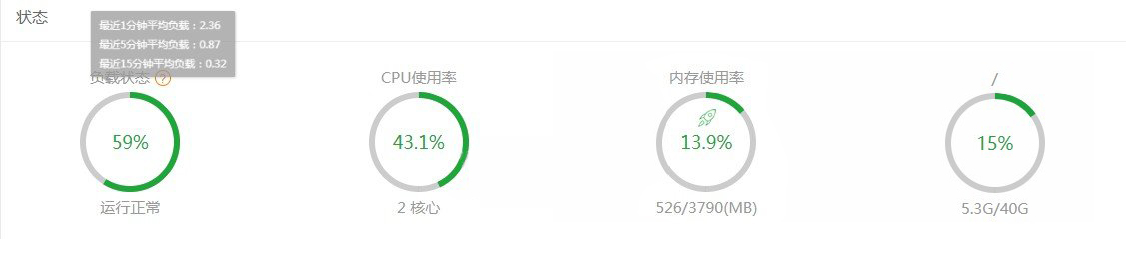 状态
最近1分钟平均负载：2.36
最近5分钟平均负载：0.87
最近15分钟平均负载：0.32
负载状态 ?
CPU使用率
内存使用率
/
59%
43.1%
13.9%
15%
运行正常
2 核心
526/3790(MB)
5.3G/40G